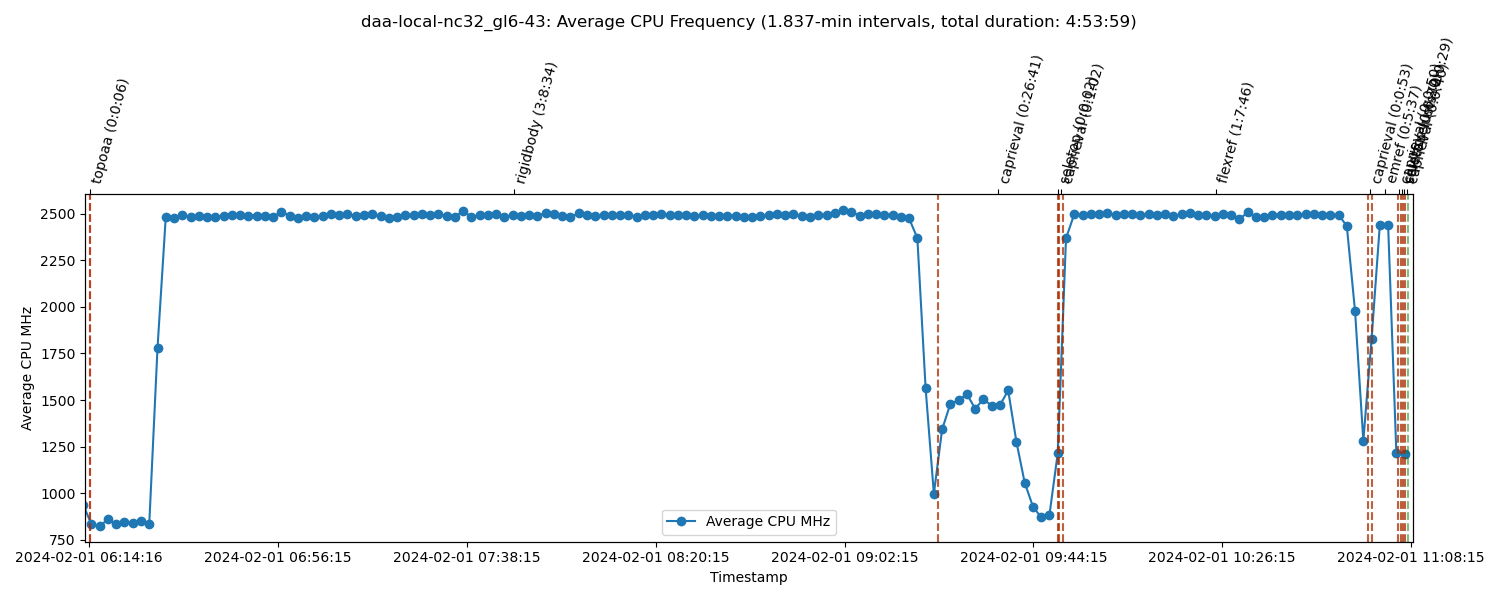 daa-local-nc32_gl6-43: Average CPU Frequency (1.837-min intervals, total duration: 4:53:59)
topoaa (0:0:06)
rigidbody (3:8:34)
caprieval (0:26:41)
caprieval (0:1:02)
flexref (1:7:46)
caprieval (0:0:53)
emref (0:5:37)
Average CPU MHz
2500
2250
2000
1750
1500
1250
1000
750
Average CPU MHz
2024-02-01 06:14:16
2024-02-01 06:56:15
2024-02-01 07:38:15
2024-02-01 08:20:15
2024-02-01 09:02:15
2024-02-01 09:44:15
2024-02-01 10:26:15
2024-02-01 11:08:15
Timestamp